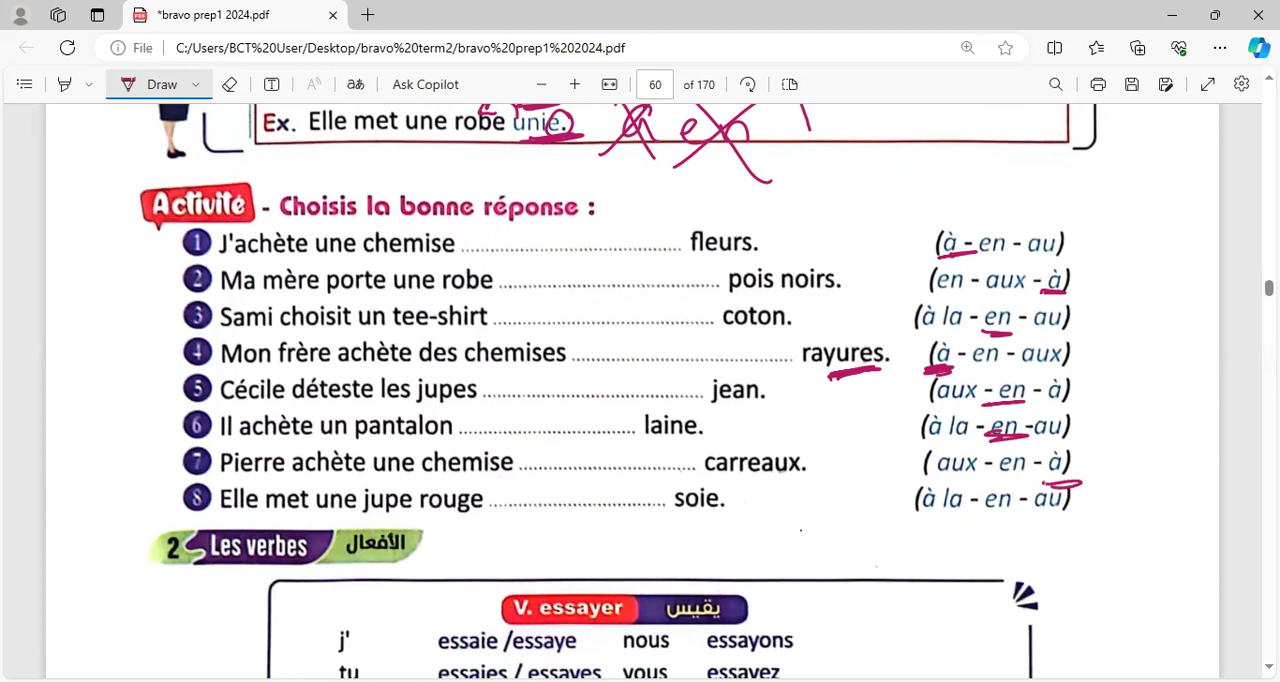 *bravo prep1 2024.pdf
File C:/Users/BCT%20User/Desktop/bravo%20term2/bravo%20prep1%202024.pdf
Draw aあ Ask Copilot 60 of 170
Ex. Elle met une robe unie. à en
Activité - Choisis la bonne réponse :
1 J'achète une chemise ........................................ fleurs. (à - en - au)
2 Ma mère porte une robe ........................................ pois noirs. (en - aux - à)
3 Sami choisit un tee-shirt ........................................ coton. (à la - en - au)
4 Mon frère achète des chemises ........................................ rayures. (à - en - aux)
5 Cécile déteste les jupes ........................................ jean. (aux - en - à)
6 Il achète un pantalon ................................ laine. (à la - en -au)
7 Pierre achète une chemise ................................ carreaux. ( aux - en - à)
8 Elle met une jupe rouge ................................ soie. (à la - en - au)
2 Les verbes الأفعال
V. essayer يقيس
j' essaie /essaye nous essayons
tu essaies / essayes vous essayez